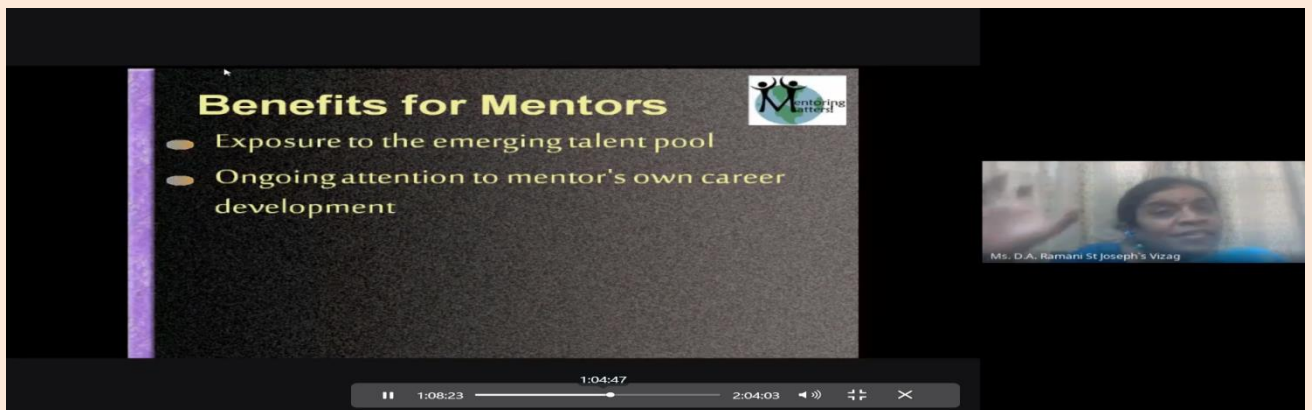 Benefits for Mentors
Mentoring
Matters!
Exposure to the emerging talent pool
Ongoing attention to mentor's own career
development
Ms. D.A. Ramani St Joseph's Vizag
1:04:47
1:08:23
2:04:03